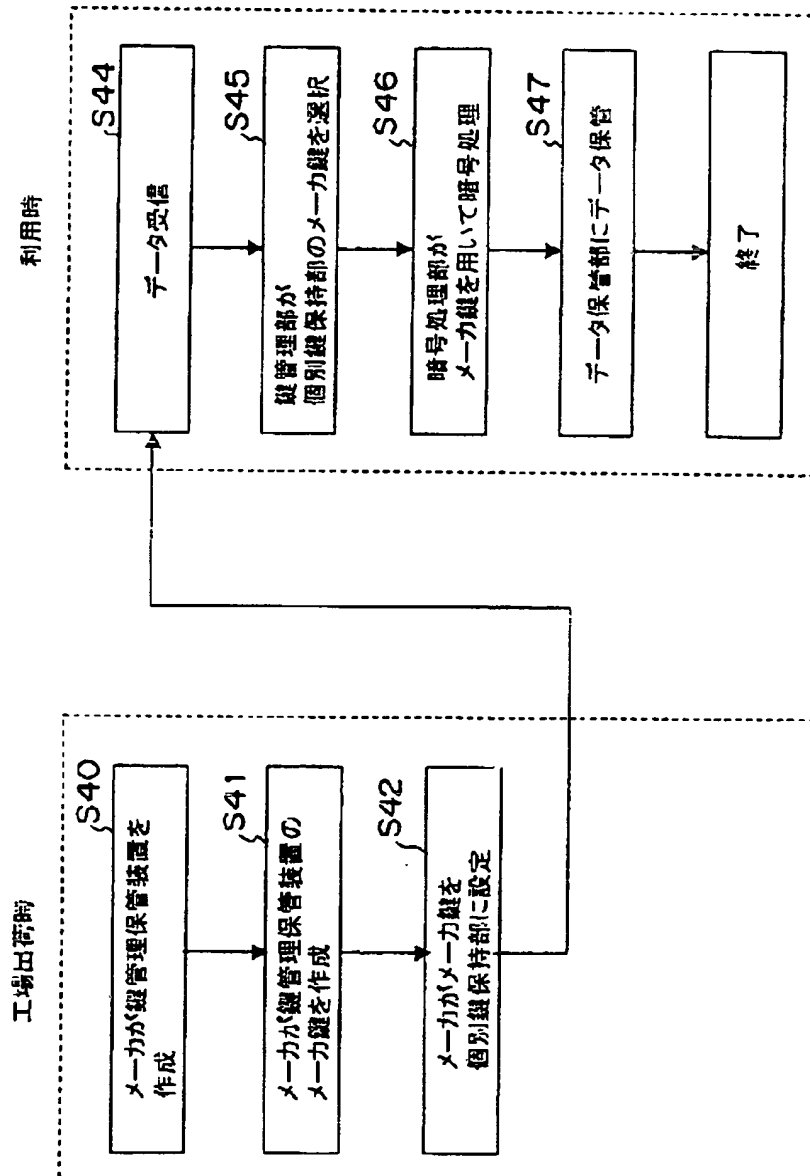 工場出荷時
S40
メーカが鍵管理保管装置を
作成
S41
メーカが鍵管理保管装置の
メーカ鍵を作成
S42
メーカがメーカ鍵を
個別鍵保持部に設定
利用時
S44
データ受信
S45
鍵管理部が
個別鍵保持部のメーカ鍵を選択
S46
暗号処理部が
メーカ鍵を用いて暗号処理
S47
データ保管部にデータ保管
終了